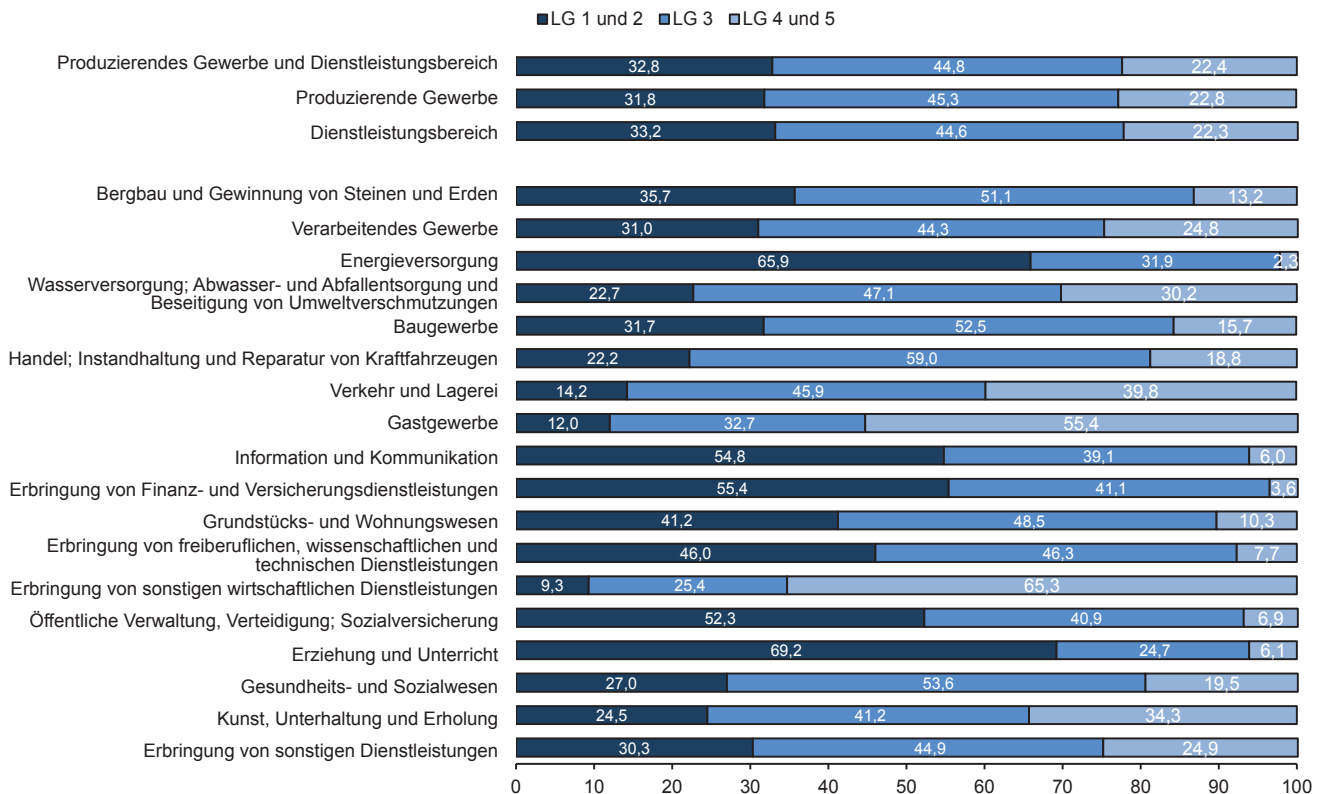 LG 1 und 2 LG 3 LG 4 und 5
Produzierendes Gewerbe und Dienstleistungsbereich 32,8 44,8 22,4
Produzierende Gewerbe 31,8 45,3 22,8
Dienstleistungsbereich 33,2 44,6 22,3
Bergbau und Gewinnung von Steinen und Erden 35,7 51,1 13,2
Verarbeitendes Gewerbe 31,0 44,3 24,8
Energieversorgung 65,9 31,9 2,3
Wasserversorgung; Abwasser- und Abfallentsorgung und
Beseitigung von Umweltverschmutzungen 22,7 47,1 30,2
Baugewerbe 31,7 52,5 15,7
Handel; Instandhaltung und Reparatur von Kraftfahrzeugen 22,2 59,0 18,8
Verkehr und Lagerei 14,2 45,9 39,8
Gastgewerbe 12,0 32,7 55,4
Information und Kommunikation 54,8 39,1 6,0
Erbringung von Finanz- und Versicherungsdienstleistungen 55,4 41,1 3,6
Grundstücks- und Wohnungswesen 41,2 48,5 10,3
Erbringung von freiberuflichen, wissenschaftlichen und
technischen Dienstleistungen 46,0 46,3 7,7
Erbringung von sonstigen wirtschaftlichen Dienstleistungen 9,3 25,4 65,3
Öffentliche Verwaltung, Verteidigung; Sozialversicherung 52,3 40,9 6,9
Erziehung und Unterricht 69,2 24,7 6,1
Gesundheits- und Sozialwesen 27,0 53,6 19,5
Kunst, Unterhaltung und Erholung 24,5 41,2 34,3
Erbringung von sonstigen Dienstleistungen 30,3 44,9 24,9
0 10 20 30 40 50 60 70 80 90 100